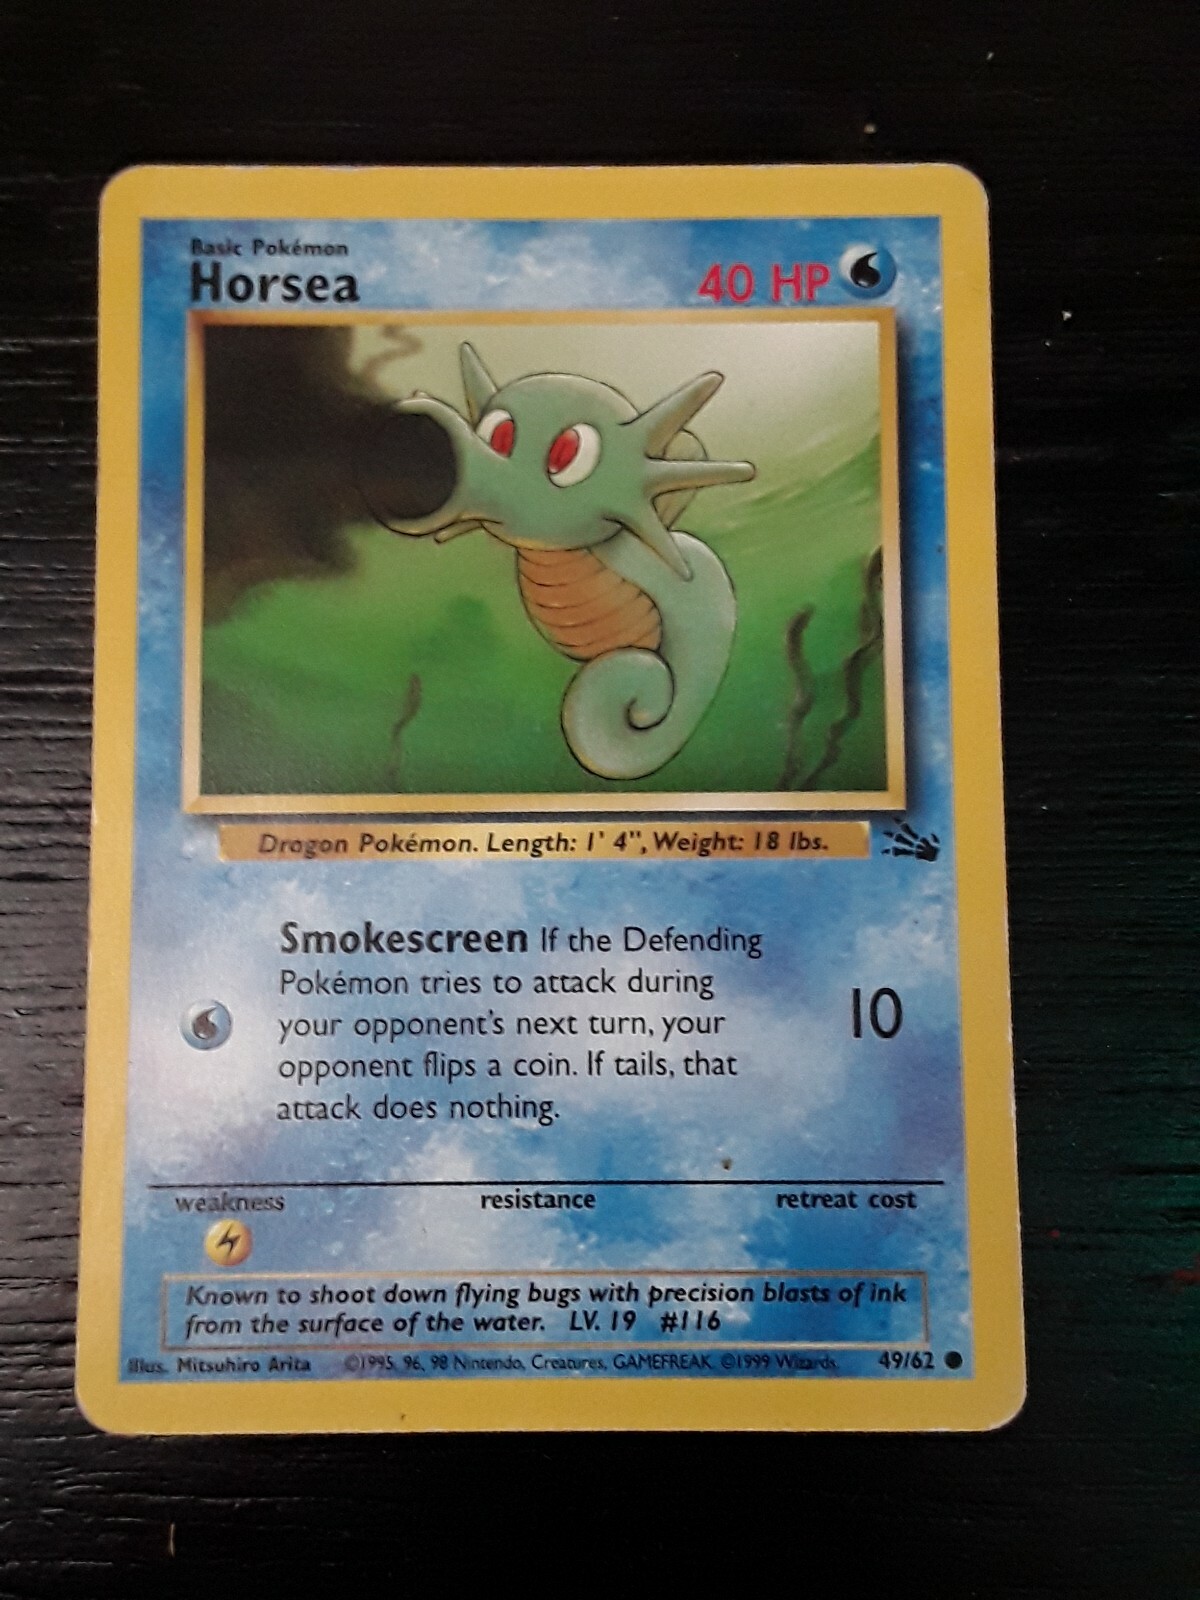 Basic Pokémon
Horsea
40 HP
Dragon Pokémon. Length: 1' 4", Weight: 18 lbs.
Smokescreen If the Defending
Pokémon tries to attack during
your opponent's next turn, your
opponent flips a coin. If tails, that
attack does nothing.
10
weakness resistance retreat cost
Known to shoot down flying bugs with precision blasts of ink
from the surface of the water. LV. 19 #116
Illus. Mitsuhiro Arita ©1995, 96, 98 Nintendo, Creatures, GAMEFREAK. ©1999 Wizards. 49/62